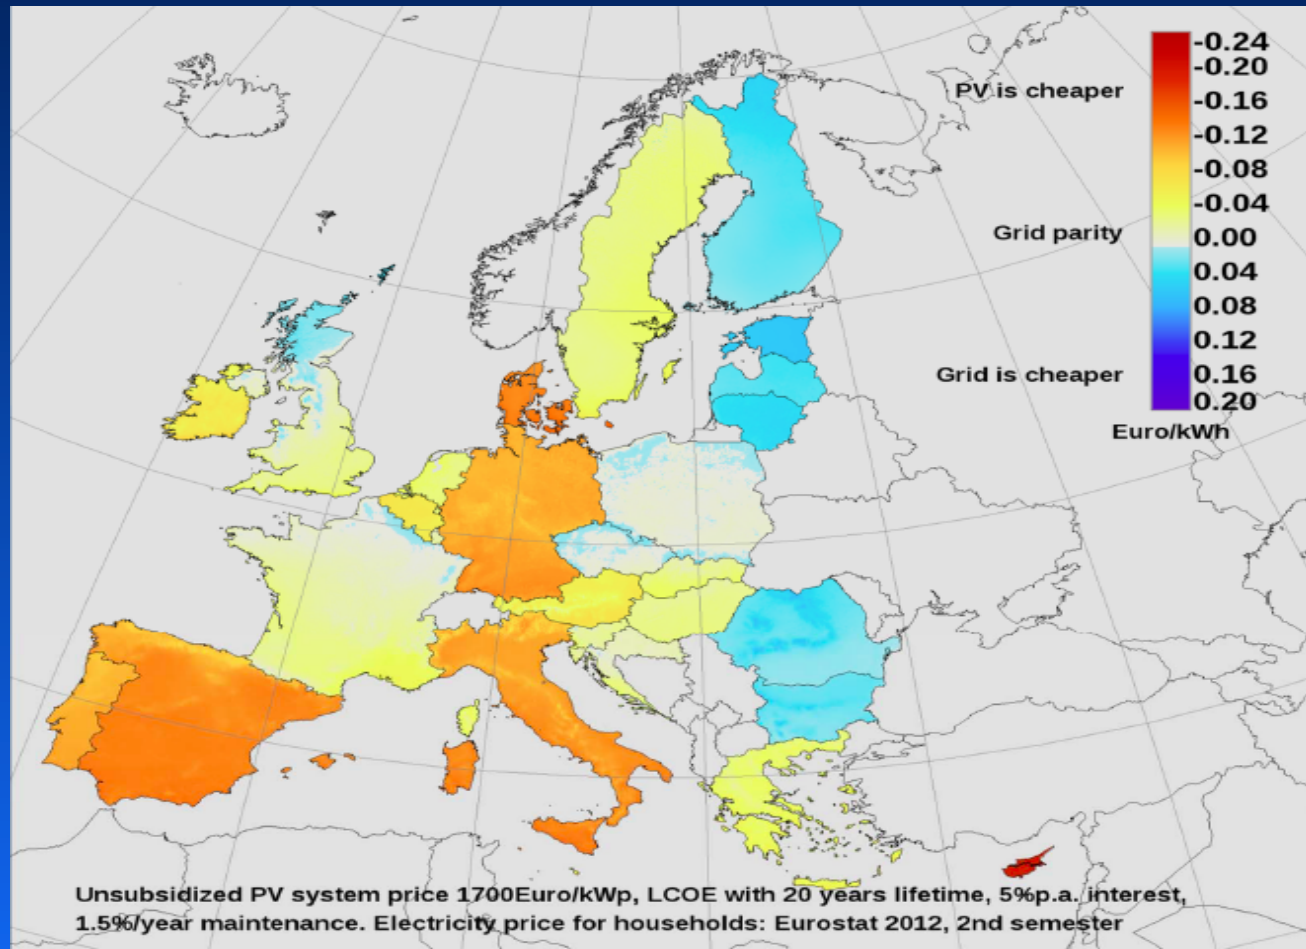 -0.24
-0.20
PV is cheaper
-0.16
-0.12
-0.08
-0.04
Grid parity
0.00
0.04
0.08
0.12
Grid is cheaper
0.16
0.20
Euro/kWh
Unsubsidized PV system price 1700Euro/kWp, LCOE with 20 years lifetime, 5%p.a. interest,
1.5%/year maintenance. Electricity price for households: Eurostat 2012, 2nd semester